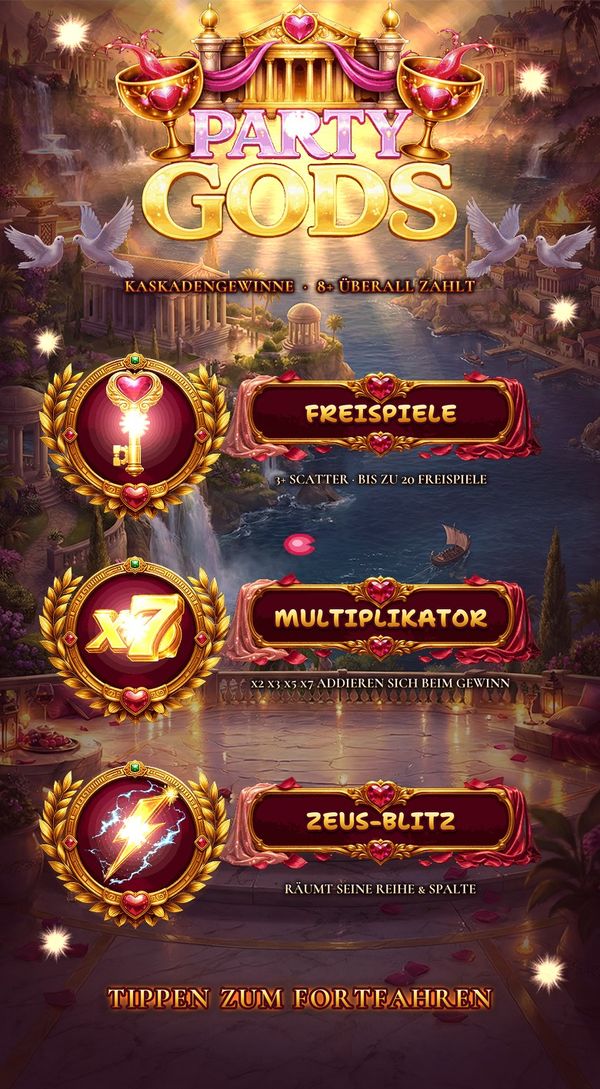 PARTY
GODS
KASKADENGEWINNE · 8+ ÜBERALL ZAHLT
FREISPIELE
3+ SCATTER · BIS ZU 20 FREISPIELE
x7
MULTIPLIKATOR
x2 x3 x5 x7 ADDIEREN SICH BEIM GEWINN
ZEUS-BLITZ
RÄUMT SEINE REIHE & SPALTE
TIPPEN ZUM FORTFAHREN